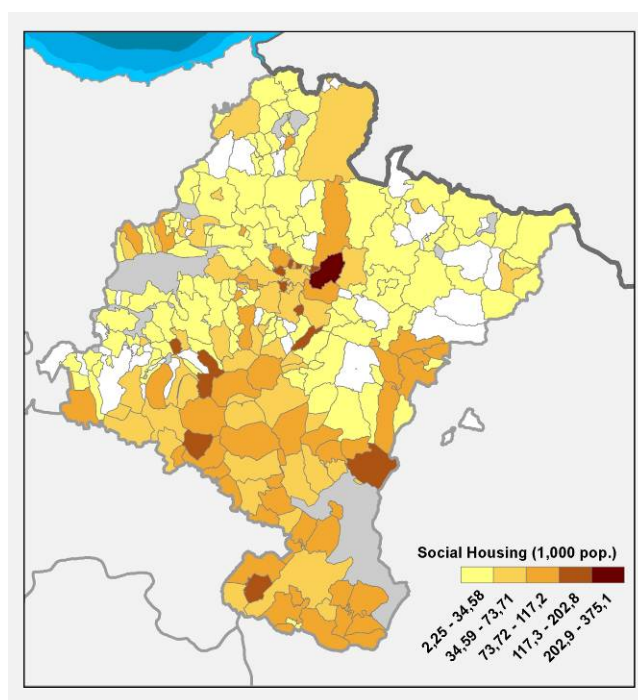 Social Housing (1,000 pop.)
2,25 - 34,58
34,59 - 73,71
73,72 - 117,2
117,3 - 202,8
202,9 - 375,1